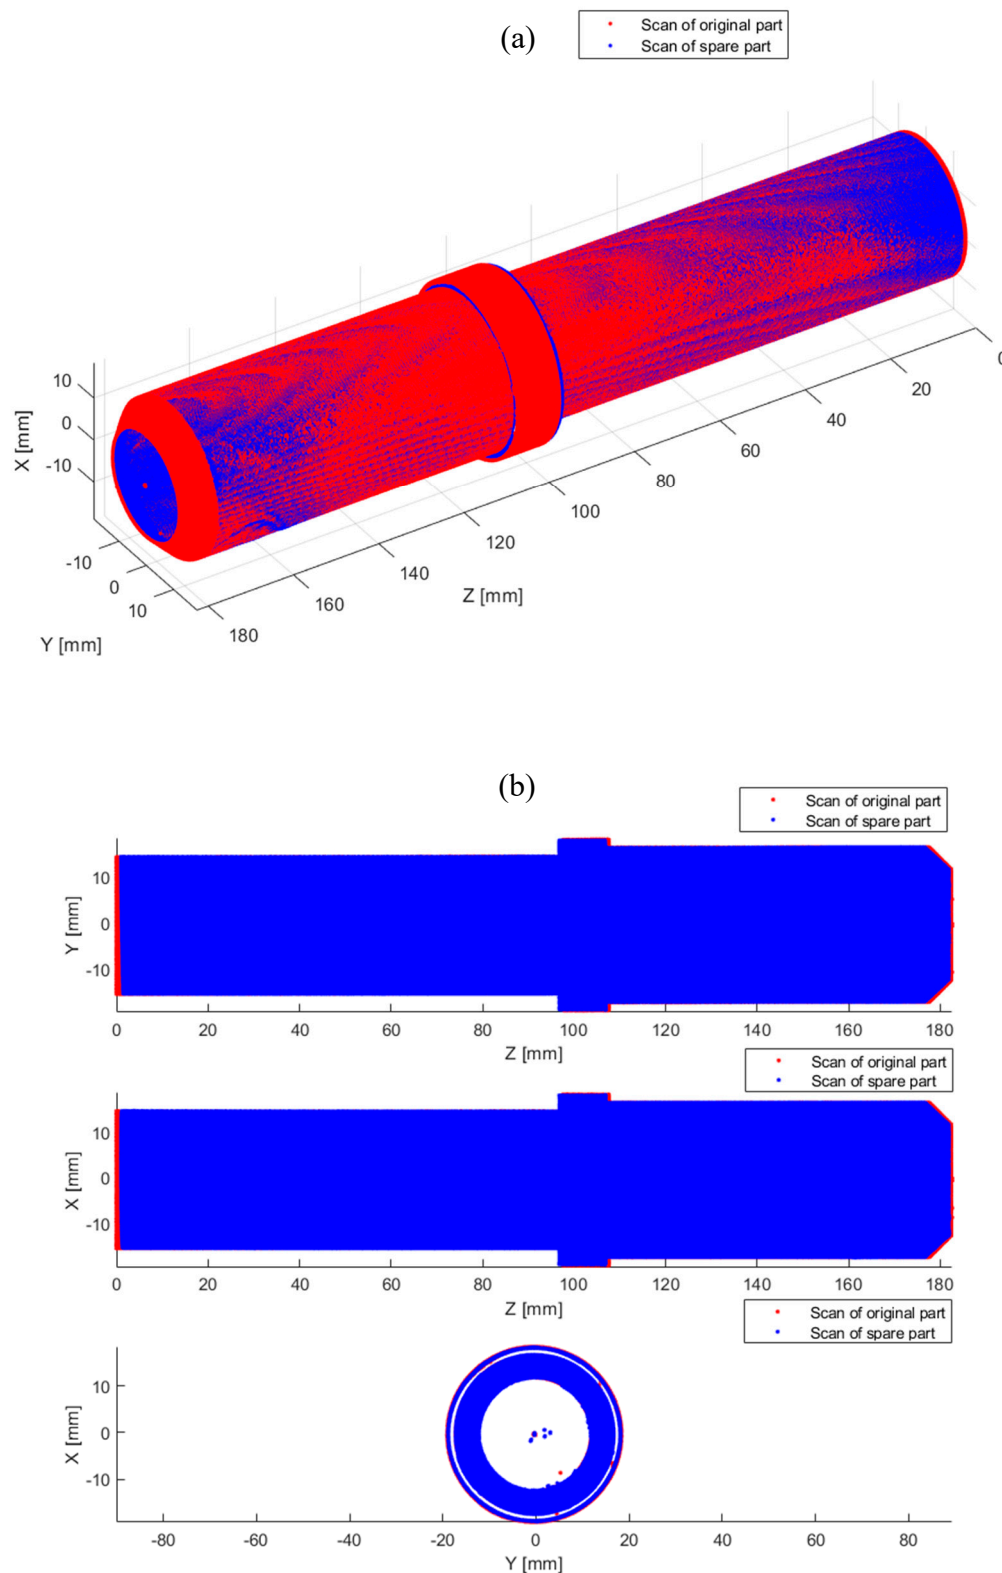 (a)
Scan of original part
Scan of spare part
10
0
-10
X [mm]
-10
0
10
Y [mm]
180
160
140
120
100
80
60
40
20
0
Z [mm]
(b)
Scan of original part
Scan of spare part
10
0
-10
Y [mm]
0 20 40 60 80 100 120 140 160 180
Z [mm]
Scan of original part
Scan of spare part
10
0
-10
X [mm]
0 20 40 60 80 100 120 140 160 180
Z [mm]
Scan of original part
Scan of spare part
10
0
-10
X [mm]
-80 -60 -40 -20 0 20 40 60 80
Y [mm]